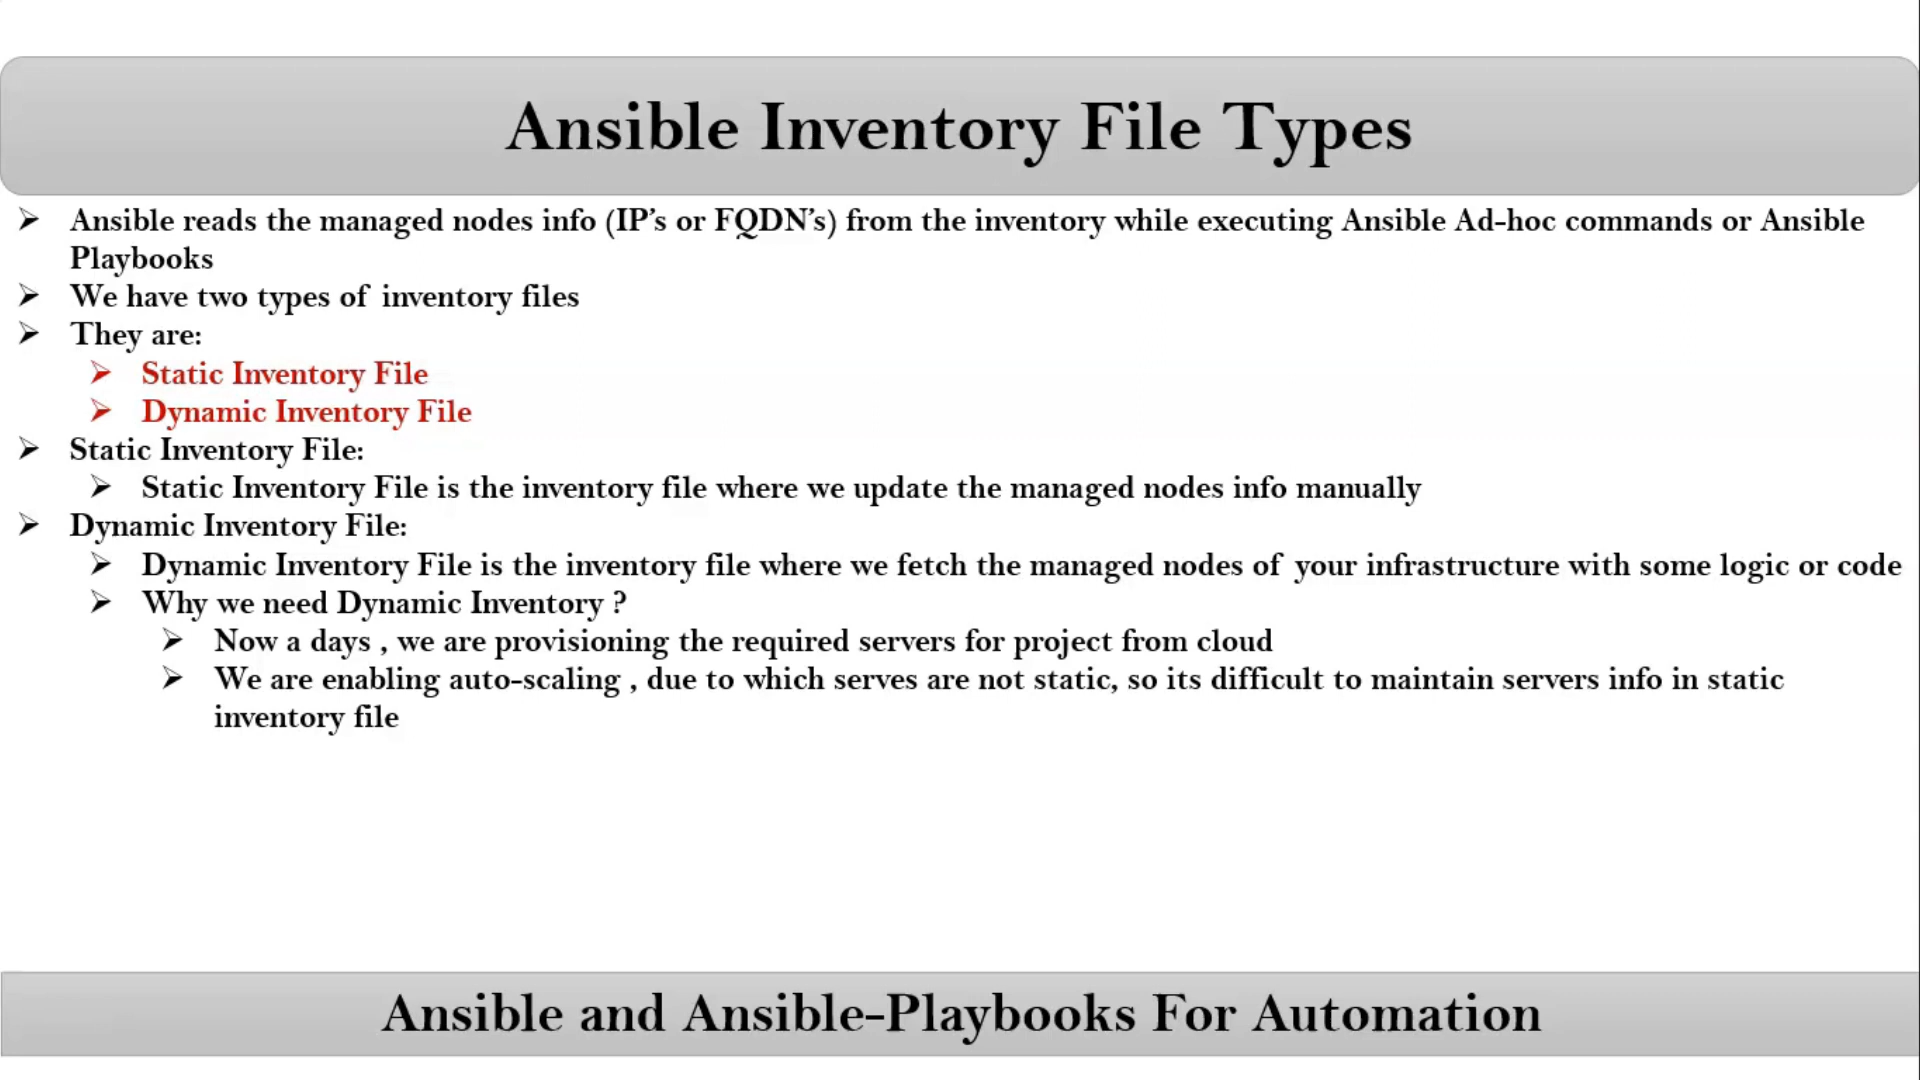 Ansible Inventory File Types
➢ Ansible reads the managed nodes info (IP’s or FQDN’s) from the inventory while executing Ansible Ad-hoc commands or Ansible
Playbooks
➢ We have two types of inventory files
➢ They are:
➢ Static Inventory File
➢ Dynamic Inventory File
➢ Static Inventory File:
➢ Static Inventory File is the inventory file where we update the managed nodes info manually
➢ Dynamic Inventory File:
➢ Dynamic Inventory File is the inventory file where we fetch the managed nodes of your infrastructure with some logic or code
➢ Why we need Dynamic Inventory ?
➢ Now a days , we are provisioning the required servers for project from cloud
➢ We are enabling auto-scaling , due to which serves are not static, so its difficult to maintain servers info in static
inventory file
Ansible and Ansible-Playbooks For Automation